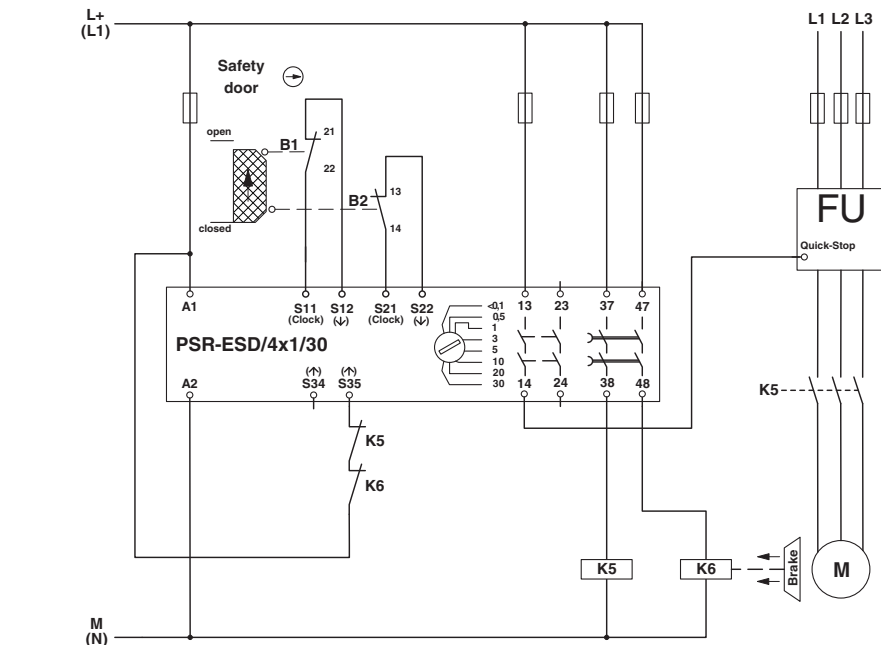 L+
(L1)
L1 L2 L3
Safety
door
open
B1
21
22
B2
13
14
closed
FU
Quick-Stop
A1
S11
(Clock)
S12
(↓)
S21
(Clock)
S22
(↓)
<0,1
0,5
1
3
5
10
20
30
13
23
37
47
PSR-ESD/4x1/30
A2
(↑)
S34
(↑)
S35
14
24
38
48
K5
K5
K6
K5
K6
Brake
M
M
(N)